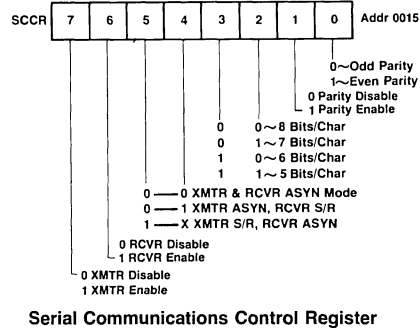 SCCR 7 6 5 4 3 2 1 0 Addr 0015
0~Odd Parity
1~Even Parity
0 Parity Disable
1 Parity Enable
0 0~8 Bits/Char
0 1~7 Bits/Char
1 0~6 Bits/Char
1 1~5 Bits/Char
0—0 XMTR & RCVR ASYN Mode
0—1 XMTR ASYN, RCVR S/R
1—X XMTR S/R, RCVR ASYN
0 RCVR Disable
1 RCVR Enable
0 XMTR Disable
1 XMTR Enable
Serial Communications Control Register